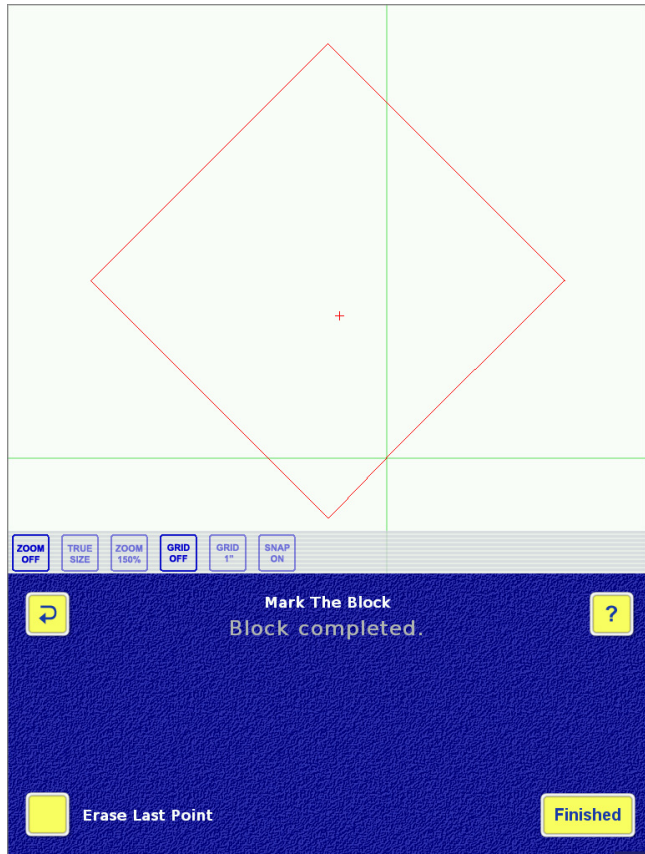 ZOOM OFF
TRUE SIZE
ZOOM 150%
GRID OFF
GRID 1"
SNAP ON
Mark The Block
?
Block completed.
Erase Last Point
Finished